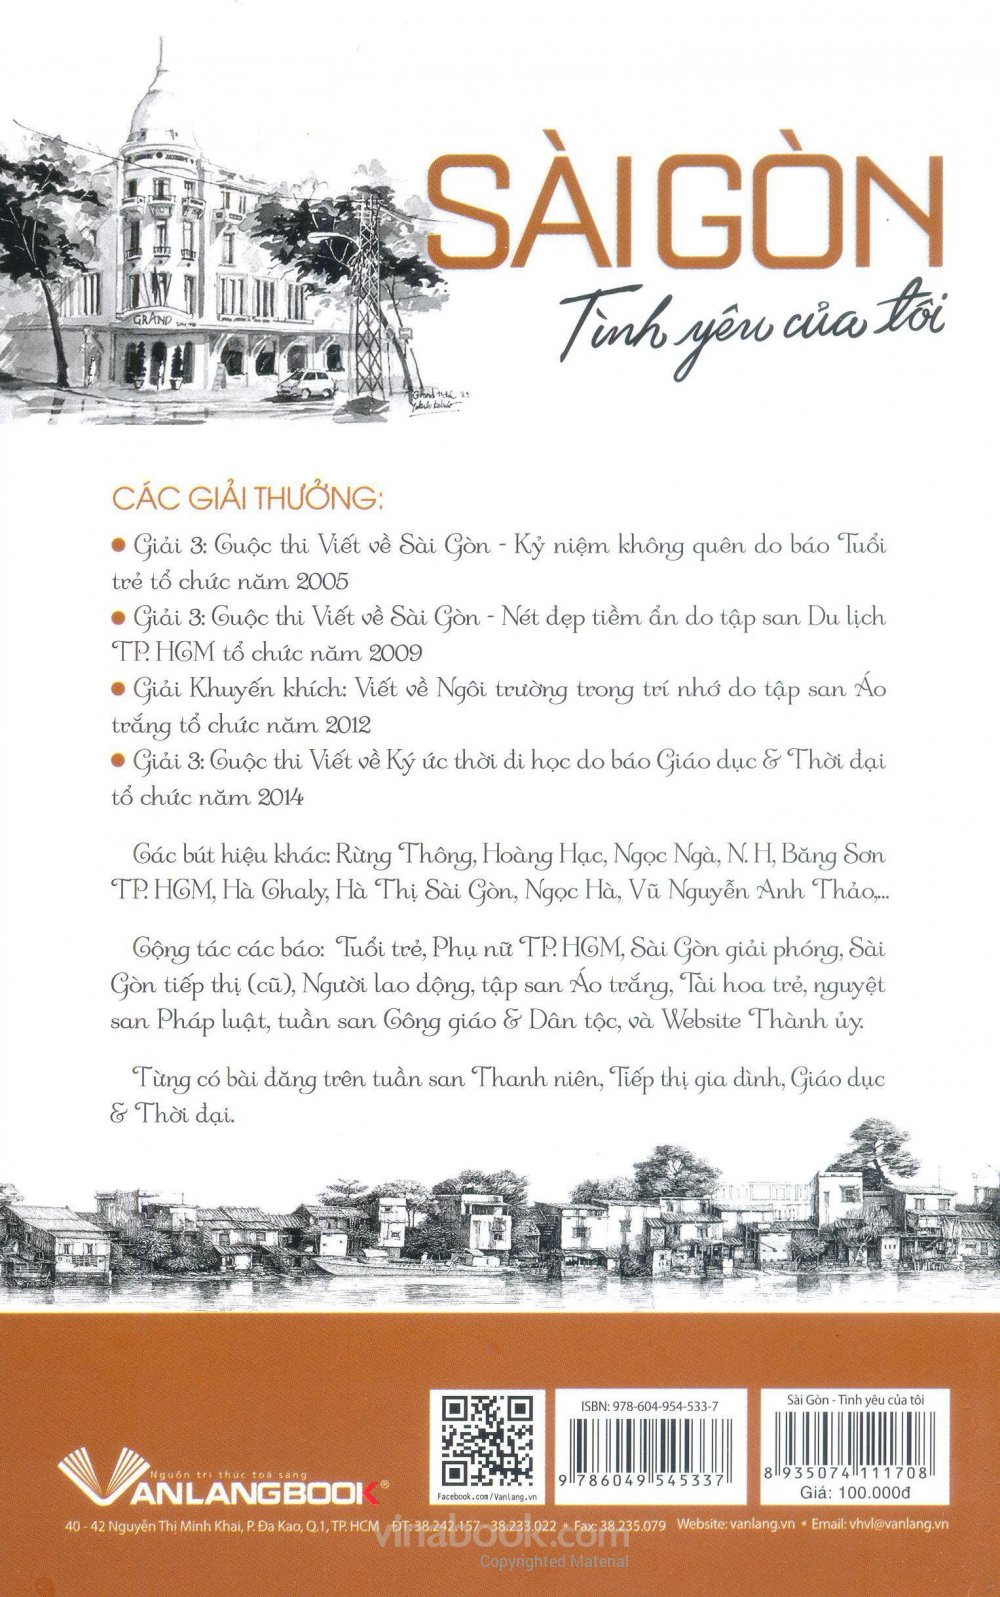 SÀI GÒN
Tình yêu của tôi
GRAND
CÁC GIẢI THƯỞNG:
● Giải 3: Cuộc thi Viết về Sài Gòn - Kỷ niệm không quên do báo Tuổi
trẻ tổ chức năm 2005
● Giải 3: Cuộc thi Viết về Sài Gòn - Nét đẹp tiềm ẩn do tập san Du lịch
TP. HCM tổ chức năm 2009
● Giải Khuyến khích: Viết về Ngôi trường trong trí nhớ do tập san Áo
trắng tổ chức năm 2012
● Giải 3: Cuộc thi Viết về Ký ức thời đi học do báo Giáo dục & Thời đại
tổ chức năm 2014
Các bút hiệu khác: Rừng Thông, Hoàng Hạc, Ngọc Ngà, N. H, Băng Sơn
TP. HCM, Hà Chaly, Hà Thị Sài Gòn, Ngọc Hà, Vũ Nguyễn Anh Thảo,...
Cộng tác các báo: Tuổi trẻ, Phụ nữ TP. HCM, Sài Gòn giải phóng, Sài
Gòn tiếp thị (cũ), Người lao động, tập san Áo trắng, Tài hoa trẻ, nguyệt
san Pháp luật, tuần san Công giáo & Dân tộc, và Website Thành ủy.
Từng có bài đăng trên tuần san Thanh niên, Tiếp thị gia đình, Giáo dục
& Thời đại.
Nguồn tri thức toả sáng
VANLANGBOOK®
Facebook.com/Vanlang.vn
ISBN: 978-604-954-533-7
9 786049 545337
Sài Gòn - Tình yêu của tôi
8 935074 111708
Giá: 100.000đ
40 - 42 Nguyễn Thị Minh Khai, P. Đa Kao, Q.1, TP. HCM ĐT: 38.242.157 - 38.233.022 * Fax: 38.235.079 Website: vanlang.vn * Email: vhvl@vanlang.vn
vinabook.com
Copyrighted Material